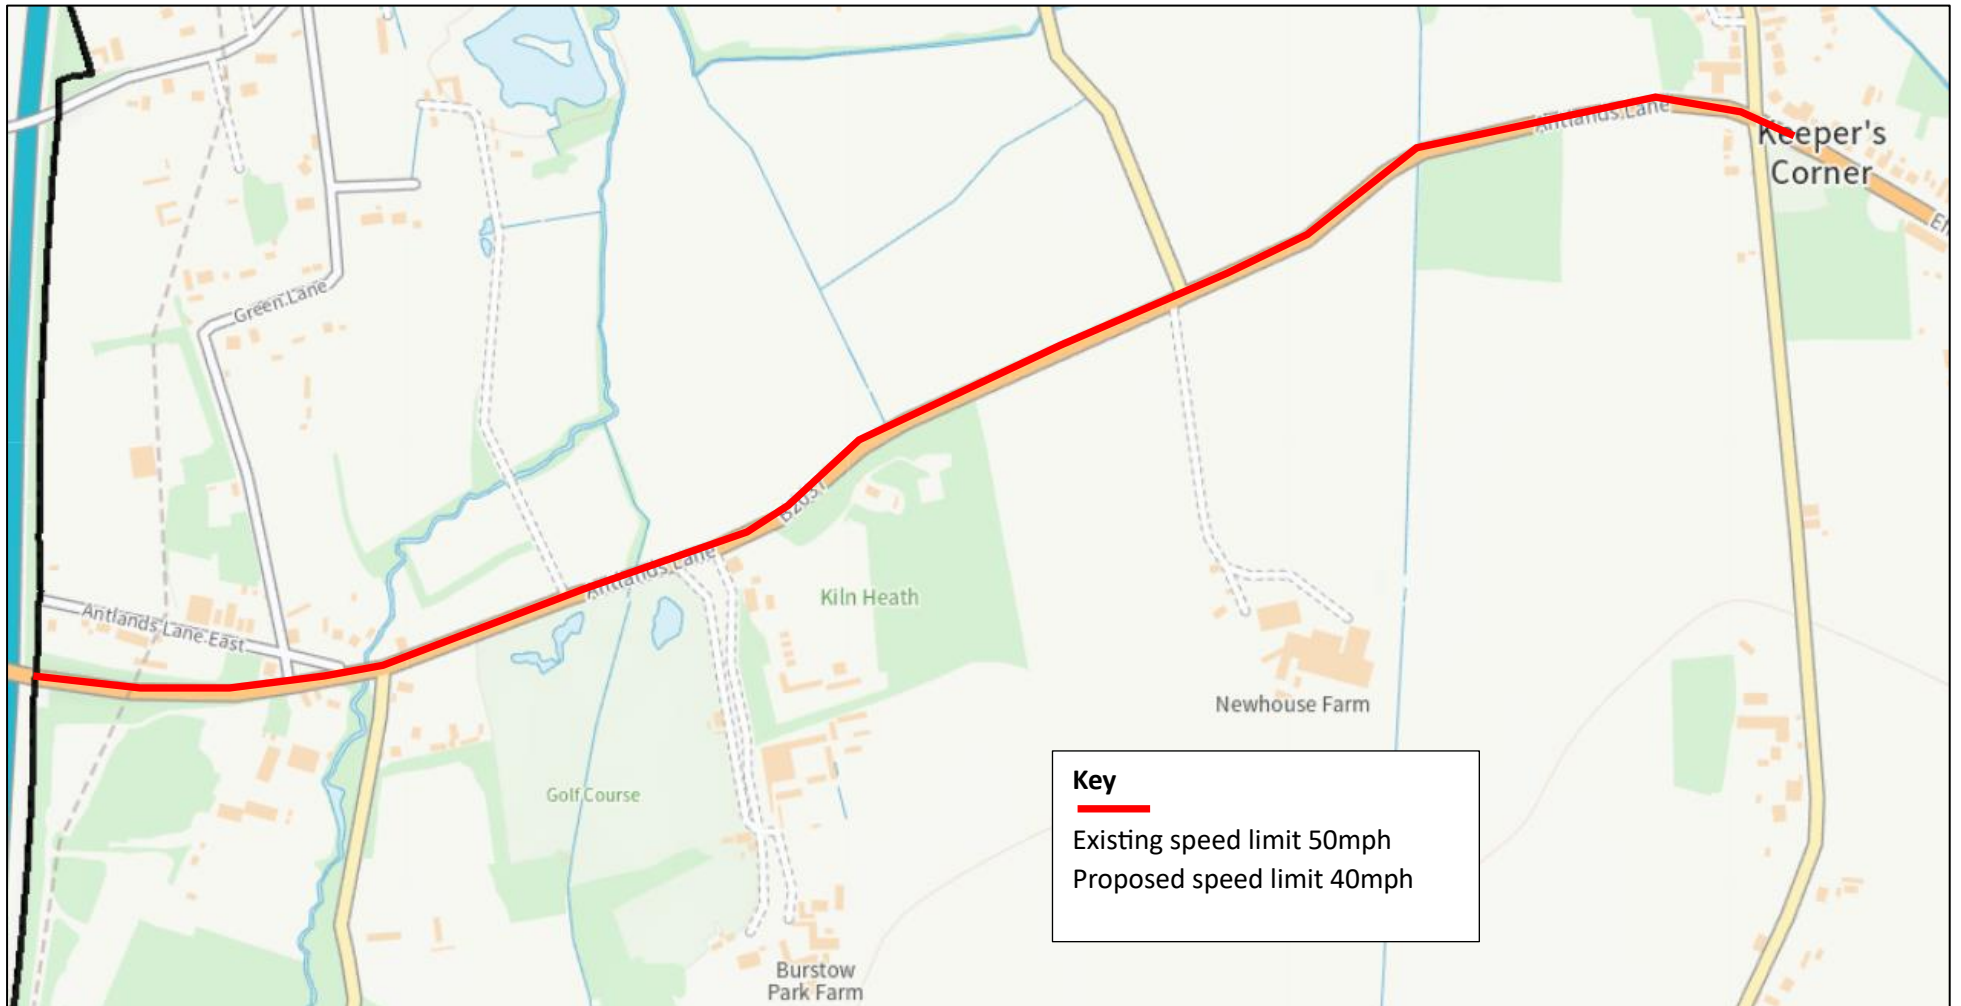 Antlands Lane
Keeper's
Corner
Green Lane
B2037
Antlands Lane
Kiln Heath
Antlands Lane East
Newhouse Farm
Golf Course
Key
Existing speed limit 50mph
Proposed speed limit 40mph
Burstow
Park Farm